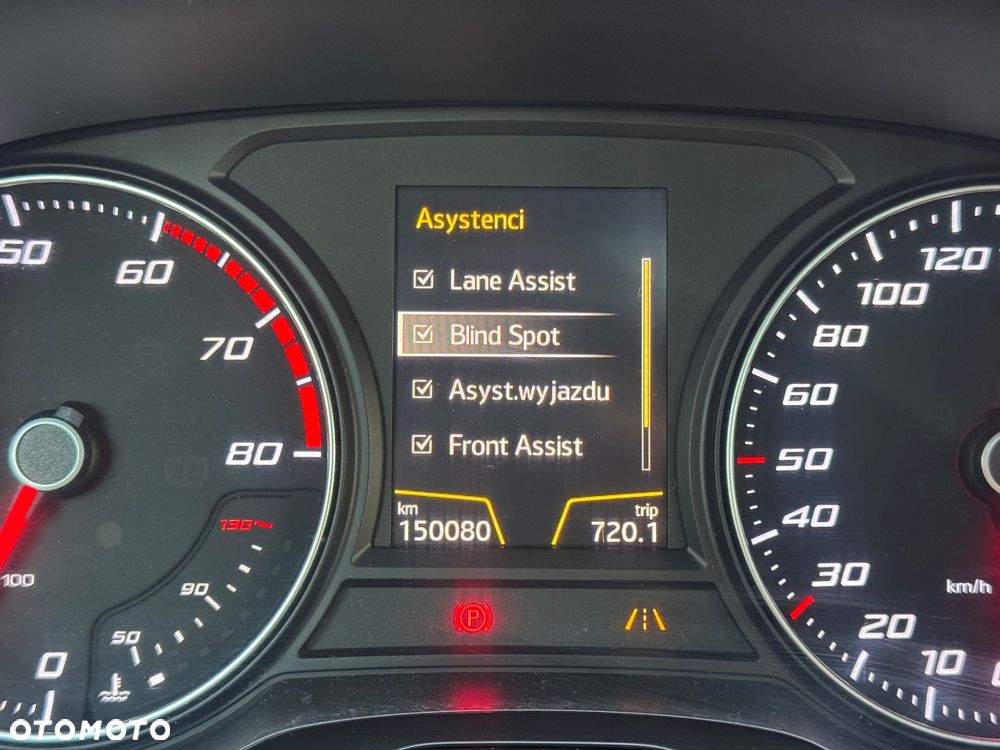 Asystenci
Lane Assist
Blind Spot
Asyst.wyjazdu
Front Assist
km
150080
trip
720.1
50
60
70
80
130
90
50
100
0
120
100
80
60
50
40
30
20
10
km/h
P
OTOMOTO